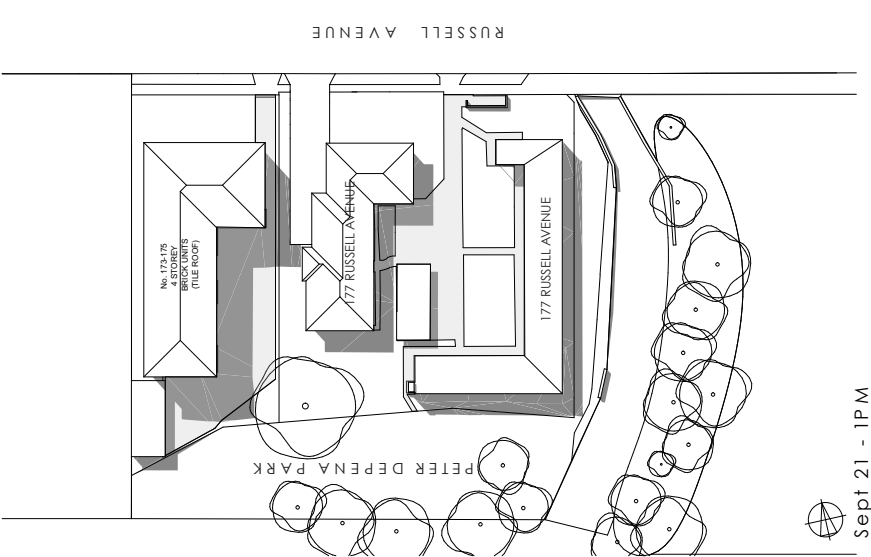 RUSSELL AVENUE
No. 173-175
4 STOREY
BRICK UNITS
(TILE ROOF)
177 RUSSELL AVENUE
177 RUSSELL AVENUE
PETER DEPENA PARK
Sept 21 - 1PM